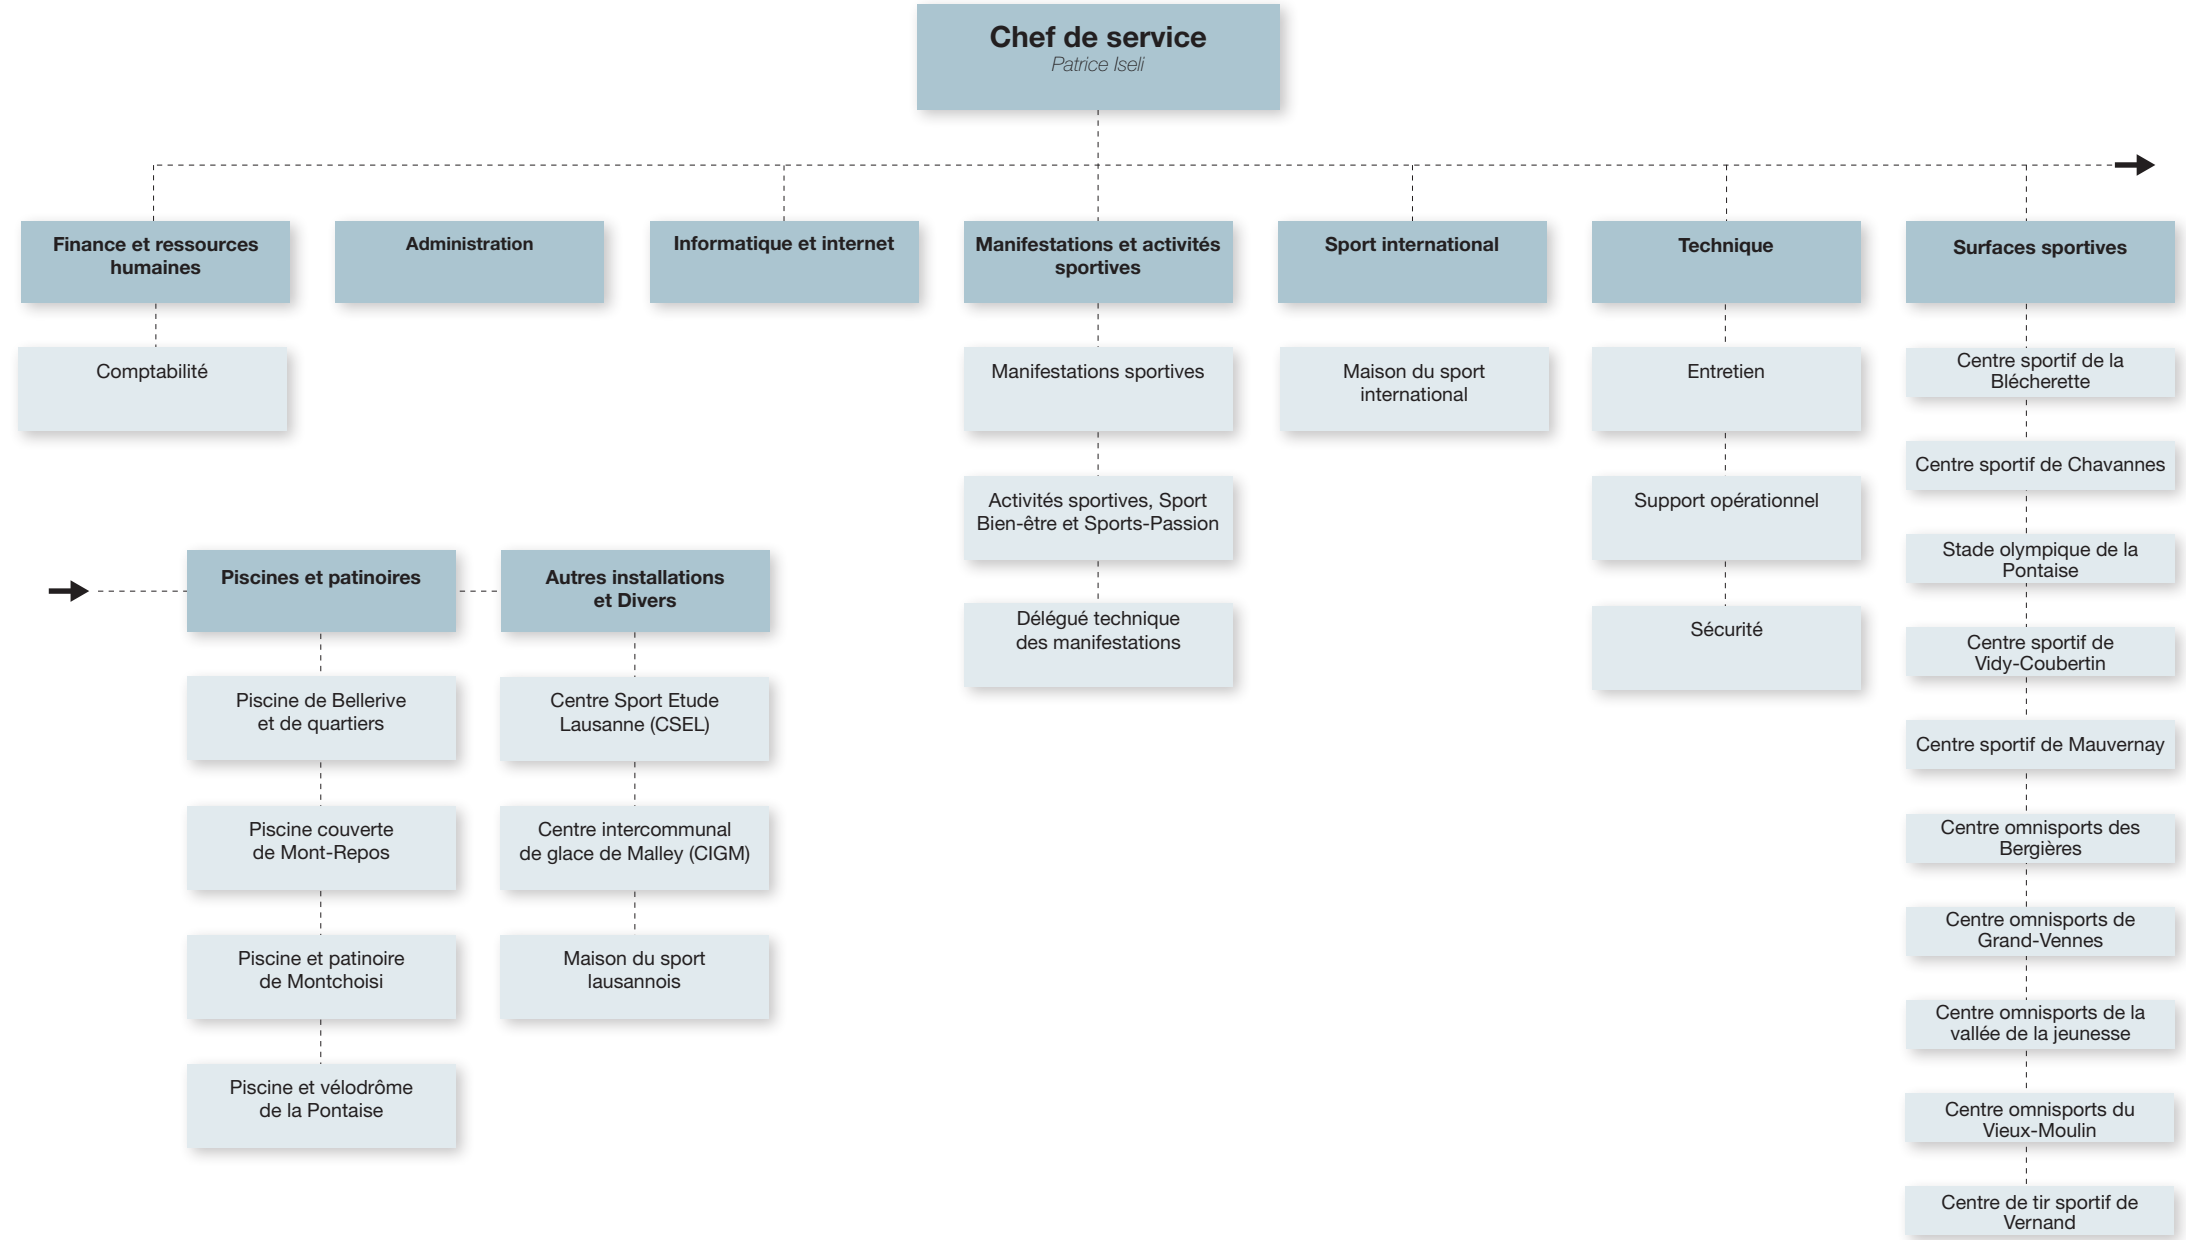 Chef de service
Patrice Iseli
Finance et ressources
humaines
Administration
Informatique et internet
Manifestations et activités
sportives
Sport international
Technique
Surfaces sportives
Comptabilité
Manifestations sportives
Activités sportives, Sport
Bien-être et Sports-Passion
Délégué technique
des manifestations
Maison du sport
international
Entretien
Support opérationnel
Sécurité
Centre sportif de la
Blécherette
Centre sportif de Chavannes
Stade olympique de la
Pontaise
Centre sportif de
Vidy-Coubertin
Centre sportif de Mauvernay
Centre omnisports des
Bergières
Centre omnisports de
Grand-Vennes
Centre omnisports de la
vallée de la jeunesse
Centre omnisports du
Vieux-Moulin
Centre de tir sportif de
Vernand
Piscines et patinoires
Piscine de Bellerive
et de quartiers
Piscine couverte
de Mont-Repos
Piscine et patinoire
de Montchoisi
Piscine et vélodrôme
de la Pontaise
Autres installations
et Divers
Centre Sport Etude
Lausanne (CSEL)
Centre intercommunal
de glace de Malley (CIGM)
Maison du sport
lausannois